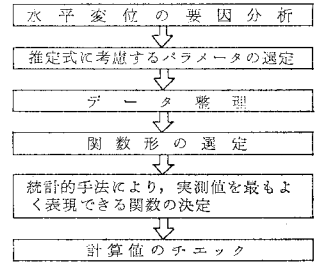 水平変位の要因分析
推定式に考慮するパラメータの選定
データ整理
関数形の選定
統計的手法により，実測値を最もよ
く表現できる関数の決定
計算値のチェック